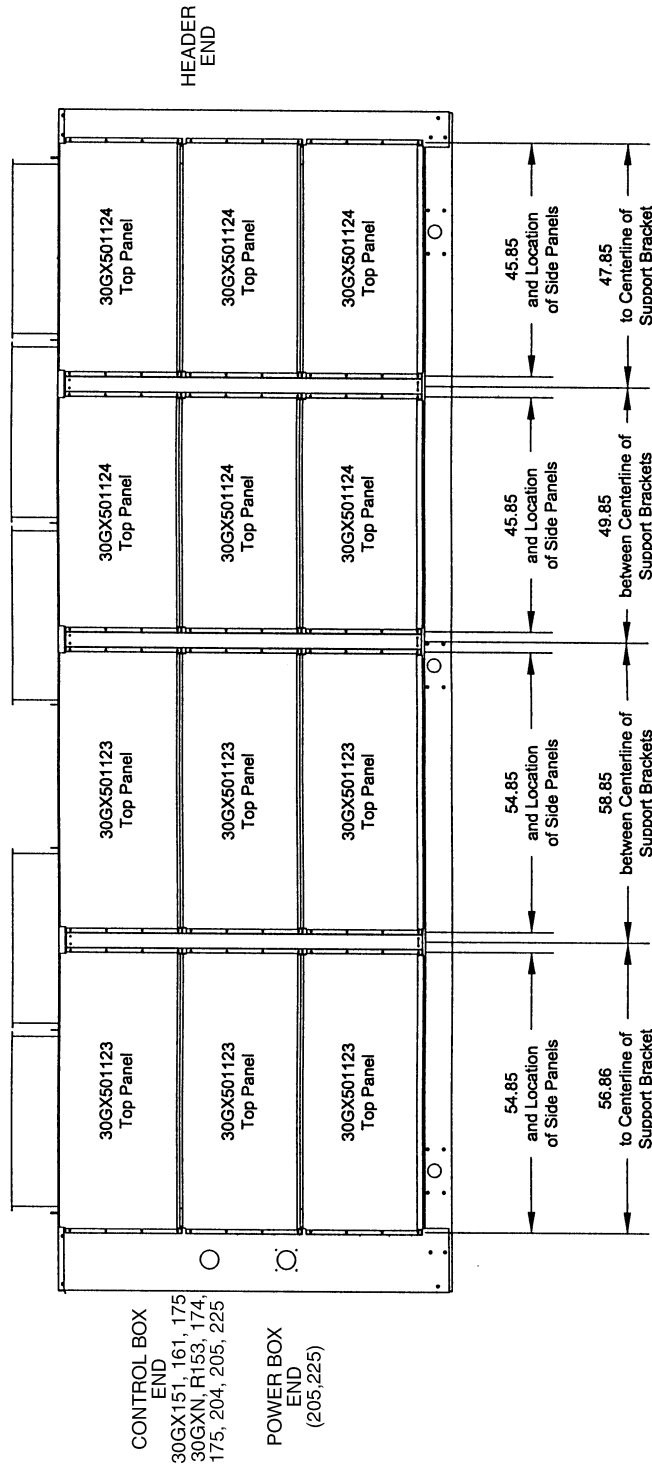 HEADER
END
30GX501124
Top Panel
30GX501124
Top Panel
30GX501124
Top Panel
45.85
and Location
of Side Panels
47.85
to Centerline of
Support Bracket
30GX501124
Top Panel
30GX501124
Top Panel
30GX501124
Top Panel
45.85
and Location
of Side Panels
49.85
between Centerline of
Support Brackets
30GX501123
Top Panel
30GX501123
Top Panel
30GX501123
Top Panel
54.85
and Location
of Side Panels
58.85
between Centerline of
Support Brackets
30GX501123
Top Panel
30GX501123
Top Panel
30GX501123
Top Panel
54.85
and Location
of Side Panels
56.86
to Centerline of
Support Bracket
CONTROL BOX
END
30GX151, 161, 175
30GXN, R153, 174,
175, 204, 205, 225
POWER BOX
END
(205,225)